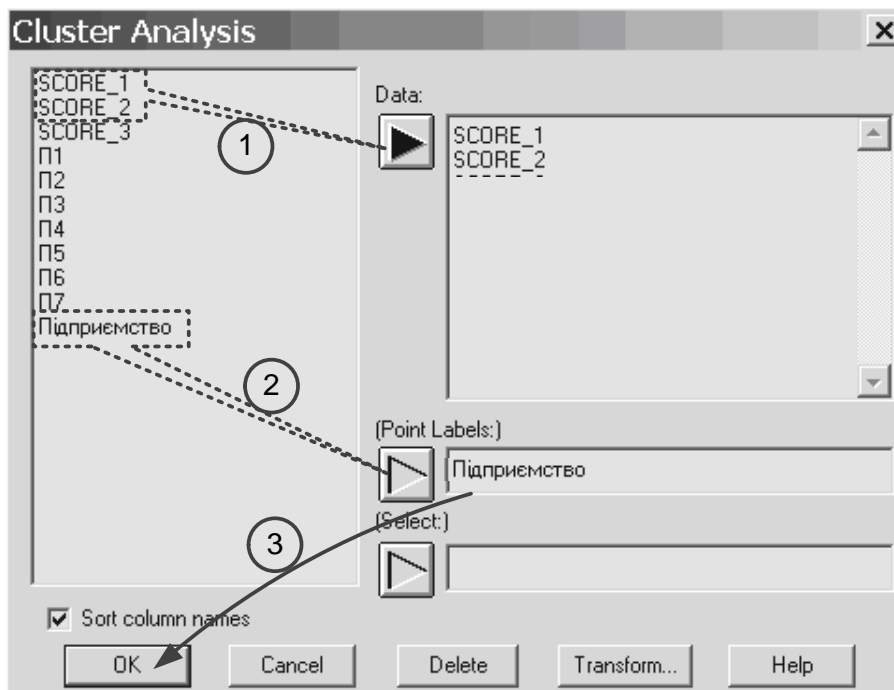 Cluster Analysis
SCORE_1
SCORE_2
SCORE_3
П1
П2
П3
П4
П5
П6
П7
Підприємство
1
2
3
Data:
SCORE_1
SCORE_2
(Point Labels:)
Підприємство
(Select:)
Sort column names
OK
Cancel
Delete
Transform...
Help